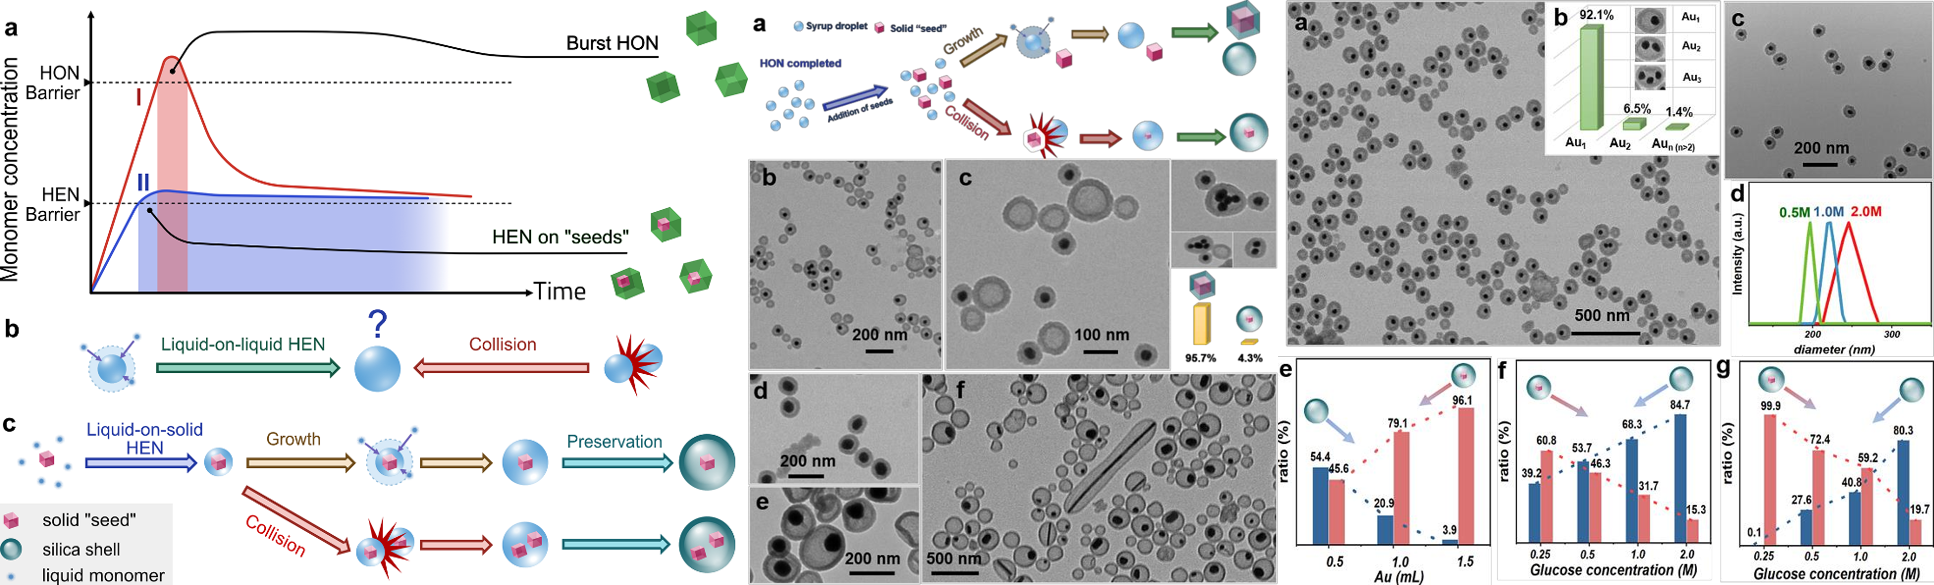 a
Monomer concentration
HON
Barrier
HEN
Barrier
I
II
Burst HON
HEN on "seeds"
Time
b
Liquid-on-liquid HEN
?
Collision
c
Liquid-on-solid
HEN
Growth
Preservation
Collision
solid "seed"
silica shell
liquid monomer
a
Syrup droplet
Solid "seed"
HON completed
Addition of seeds
Growth
Collision
b
200 nm
c
100 nm
95.7%
4.3%
d
200 nm
e
200 nm
f
500 nm
a
500 nm
b
92.1%
6.5%
1.4%
Au1
Au2
Au3
Au1
Au2
Aun (n>2)
c
200 nm
d
0.5M 1.0M 2.0M
Intensity (a.u.)
200
300
diameter (nm)
e
ratio (%)
54.4
45.6
20.9
79.1
3.9
96.1
0.5
1.0
1.5
Au (mL)
f
ratio (%)
39.2
60.8
53.7
46.3
68.3
31.7
84.7
15.3
0.25
0.5
1.0
2.0
Glucose concentration (M)
g
ratio (%)
0.1
99.9
27.6
72.4
40.8
59.2
80.3
19.7
0.25
0.5
1.0
2.0
Glucose concentration (M)